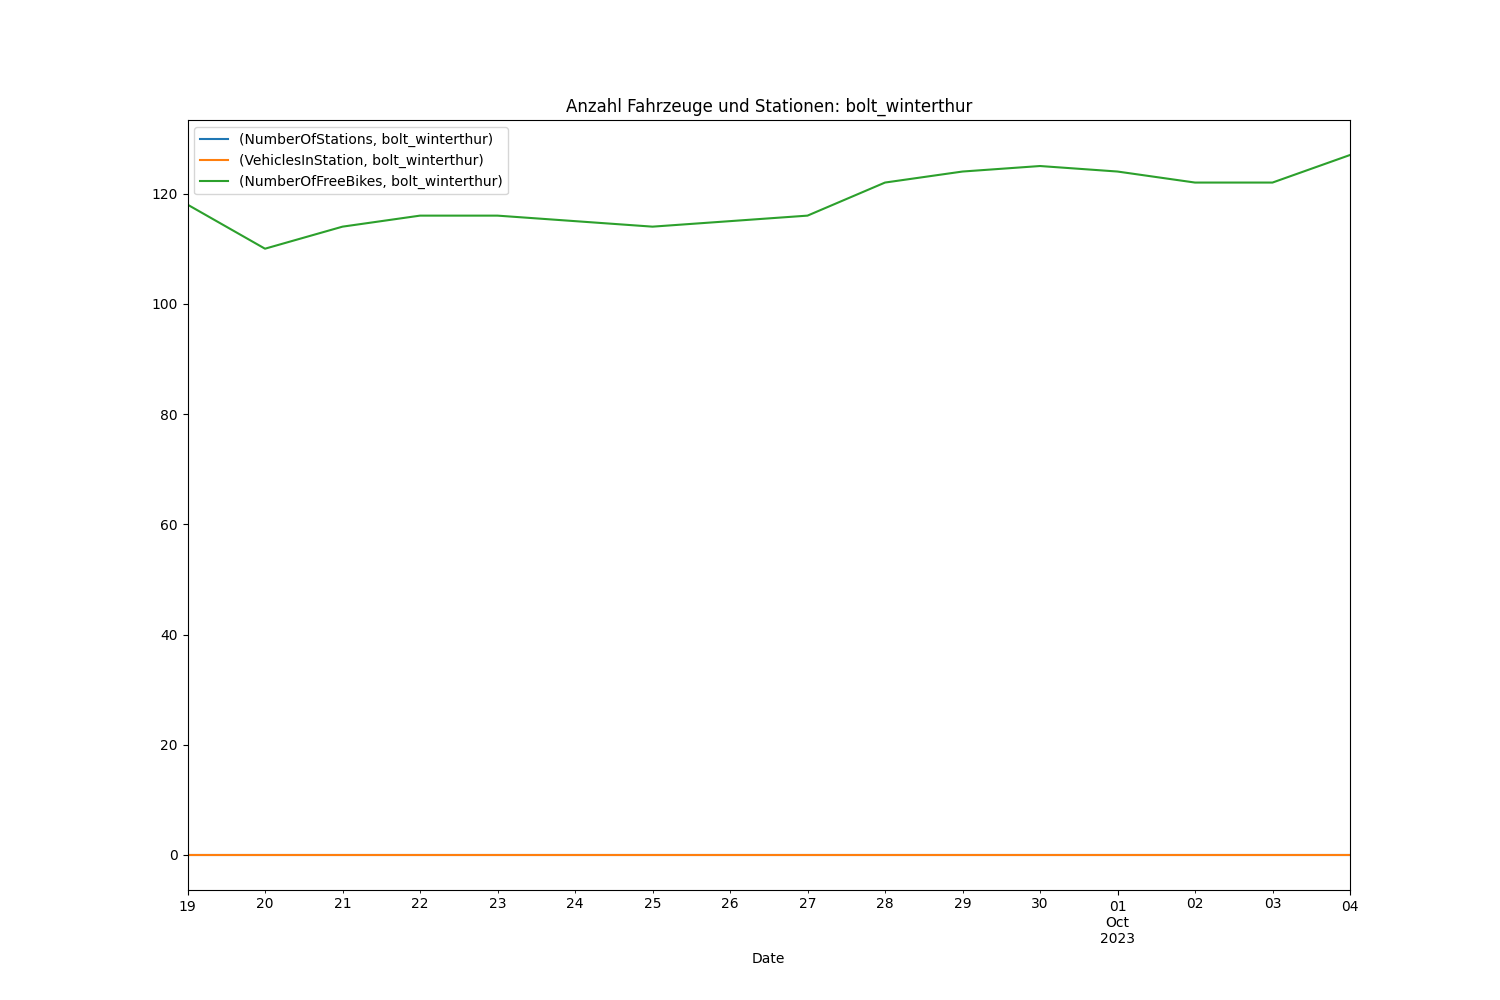 Anzahl Fahrzeuge und Stationen: bolt_winterthur
(NumberOfStations, bolt_winterthur)
(VehiclesInStation, bolt_winterthur)
(NumberOfFreeBikes, bolt_winterthur)
120
100
80
60
40
20
0
19 20 21 22 23 24 25 26 27 28 29 30 01 02 03 04
Oct
2023
Date